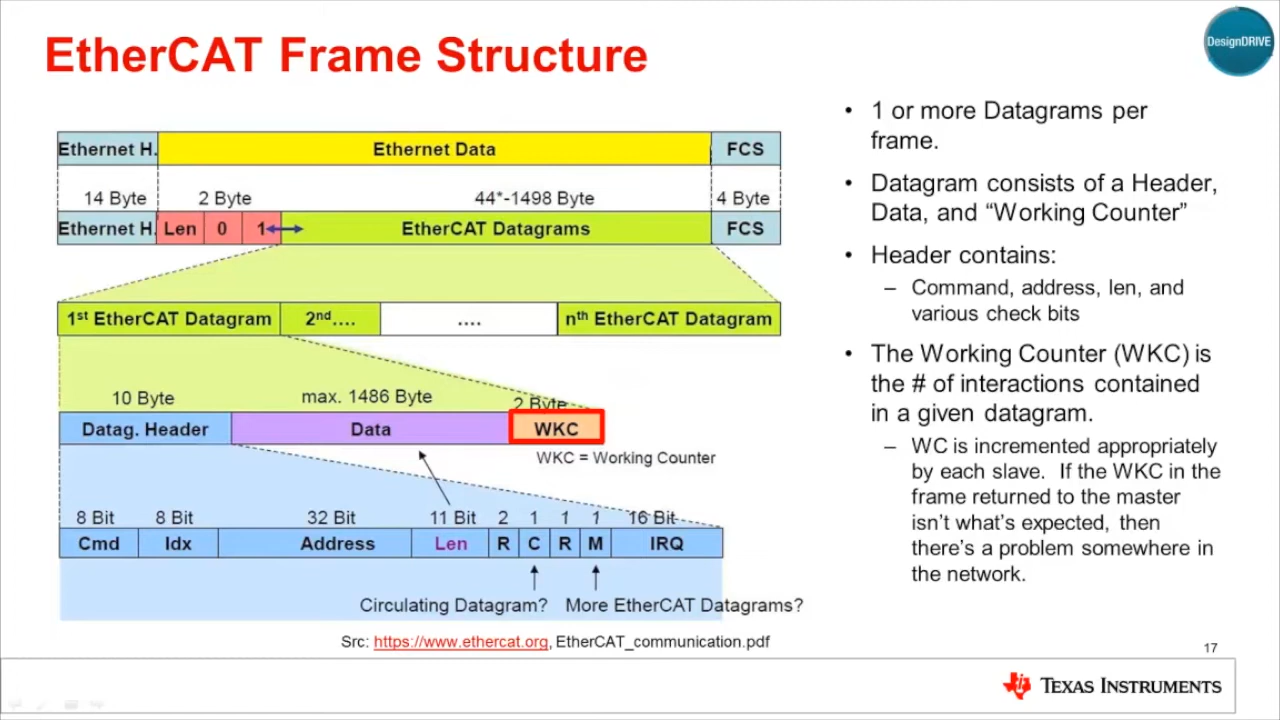 EtherCAT Frame Structure
DesignDRIVE
Ethernet H. Ethernet Data FCS
14 Byte 2 Byte 44*-1498 Byte 4 Byte
Ethernet H. Len 0 1 EtherCAT Datagrams FCS
1st EtherCAT Datagram 2nd.... .... nth EtherCAT Datagram
10 Byte max. 1486 Byte 2 Byte
Datag. Header Data WKC
WKC = Working Counter
8 Bit 8 Bit 32 Bit 11 Bit 2 1 1 1 16 Bit
Cmd Idx Address Len R C R M IRQ
Circulating Datagram? More EtherCAT Datagrams?
Src: https://www.ethercat.org, EtherCAT_communication.pdf
• 1 or more Datagrams per
frame.
• Datagram consists of a Header,
Data, and “Working Counter”
• Header contains:
– Command, address, len, and
various check bits
• The Working Counter (WKC) is
the # of interactions contained
in a given datagram.
– WC is incremented appropriately
by each slave. If the WKC in the
frame returned to the master
isn’t what’s expected, then
there’s a problem somewhere in
the network.
17
TEXAS INSTRUMENTS